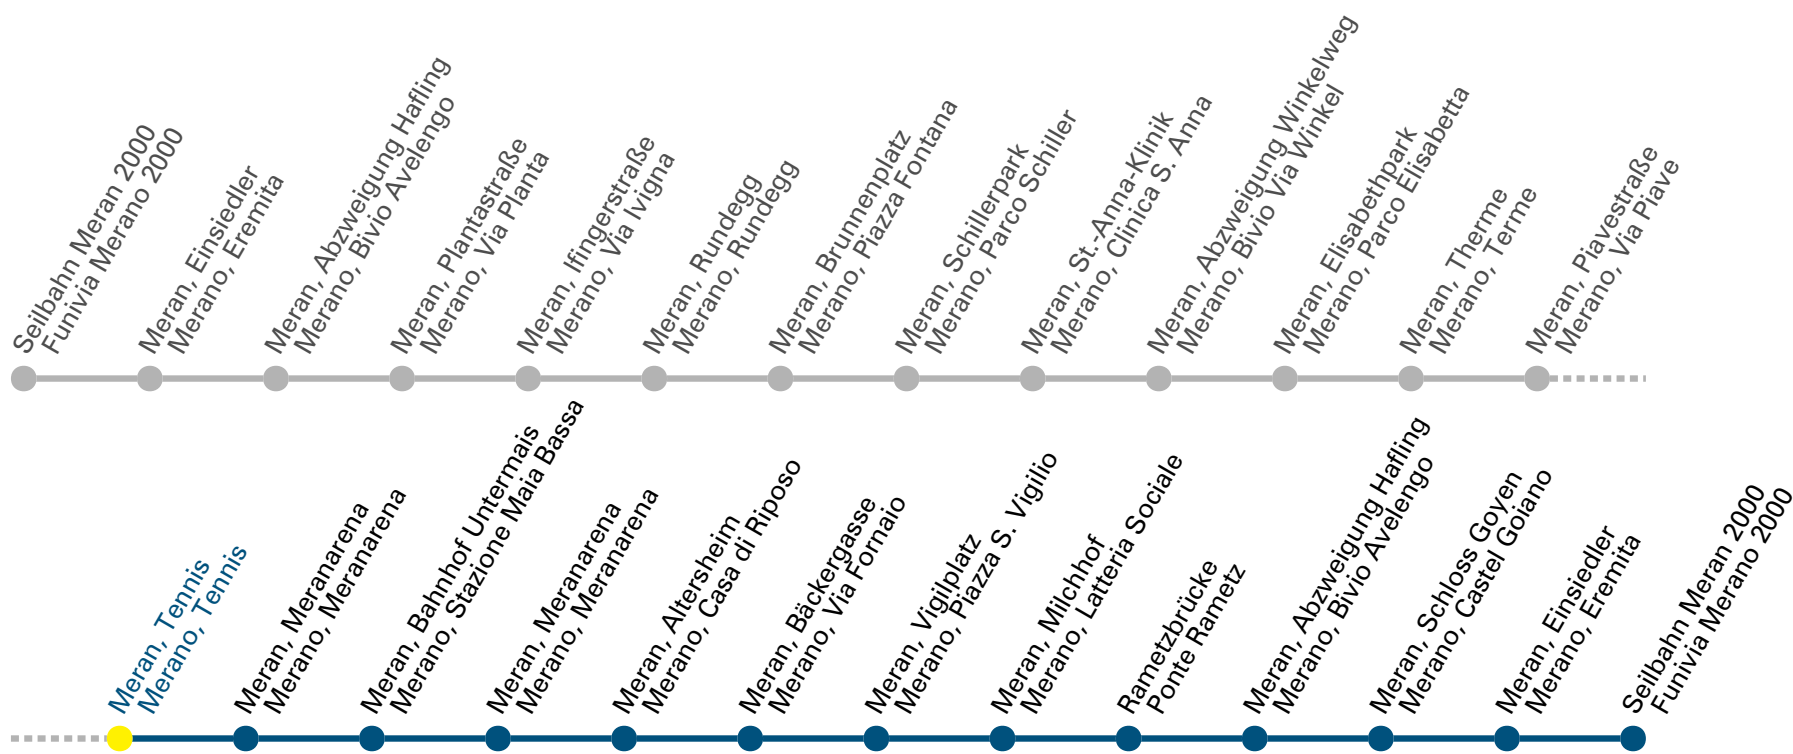 Seilbahn Meran 2000
Funivia Merano 2000
Meran, Einsiedler
Merano, Eremita
Meran, Abzweigung Hafling
Merano, Bivio Avelengo
Meran, Plantastraße
Merano, Via Planta
Meran, Ifingerstraße
Merano, Via Ivigna
Meran, Rundegg
Merano, Rundegg
Meran, Brunnenplatz
Merano, Piazza Fontana
Meran, Schillerpark
Merano, Parco Schiller
Meran, St.-Anna-Klinik
Merano, Clinica S. Anna
Meran, Abzweigung Winkelweg
Merano, Bivio Via Winkel
Meran, Elisabethpark
Merano, Parco Elisabetta
Meran, Therme
Merano, Terme
Meran, Piavestraße
Merano, Via Piave
Meran, Tennis
Merano, Tennis
Meran, Meranarena
Merano, Meranarena
Meran, Bahnhof Untermais
Merano, Stazione Maia Bassa
Meran, Meranarena
Merano, Meranarena
Meran, Altersheim
Merano, Casa di Riposo
Meran, Bäckergasse
Merano, Via Fornaio
Meran, Vigilplatz
Merano, Piazza S. Vigilio
Meran, Milchhof
Merano, Latteria Sociale
Rametzbrücke
Ponte Rametz
Meran, Abzweigung Hafling
Merano, Bivio Avelengo
Meran, Schloss Goyen
Merano, Castel Goiano
Meran, Einsiedler
Merano, Eremita
Seilbahn Meran 2000
Funivia Merano 2000